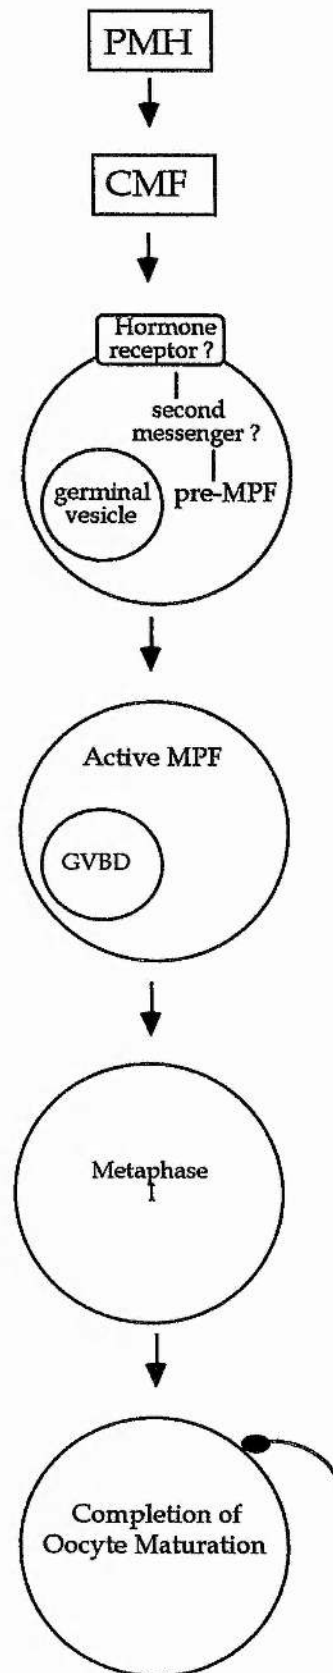 PMH
CMF
Hormone
receptor ?
second
messenger ?
germinal
vesicle
pre-MPF
Active MPF
GVBD
Metaphase
I
Completion of
Oocyte Maturation